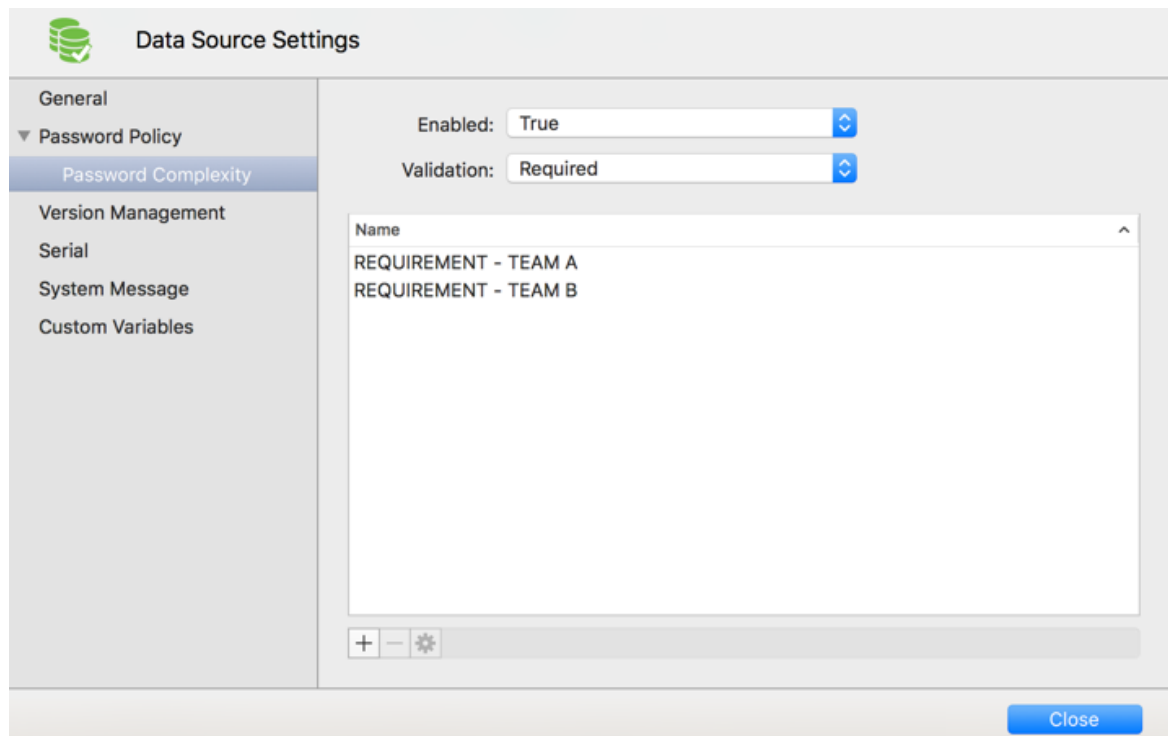 Data Source Settings
General
Password Policy
Password Complexity
Version Management
Serial
System Message
Custom Variables
Enabled: True
Validation: Required
Name
REQUIREMENT - TEAM A
REQUIREMENT - TEAM B
Close